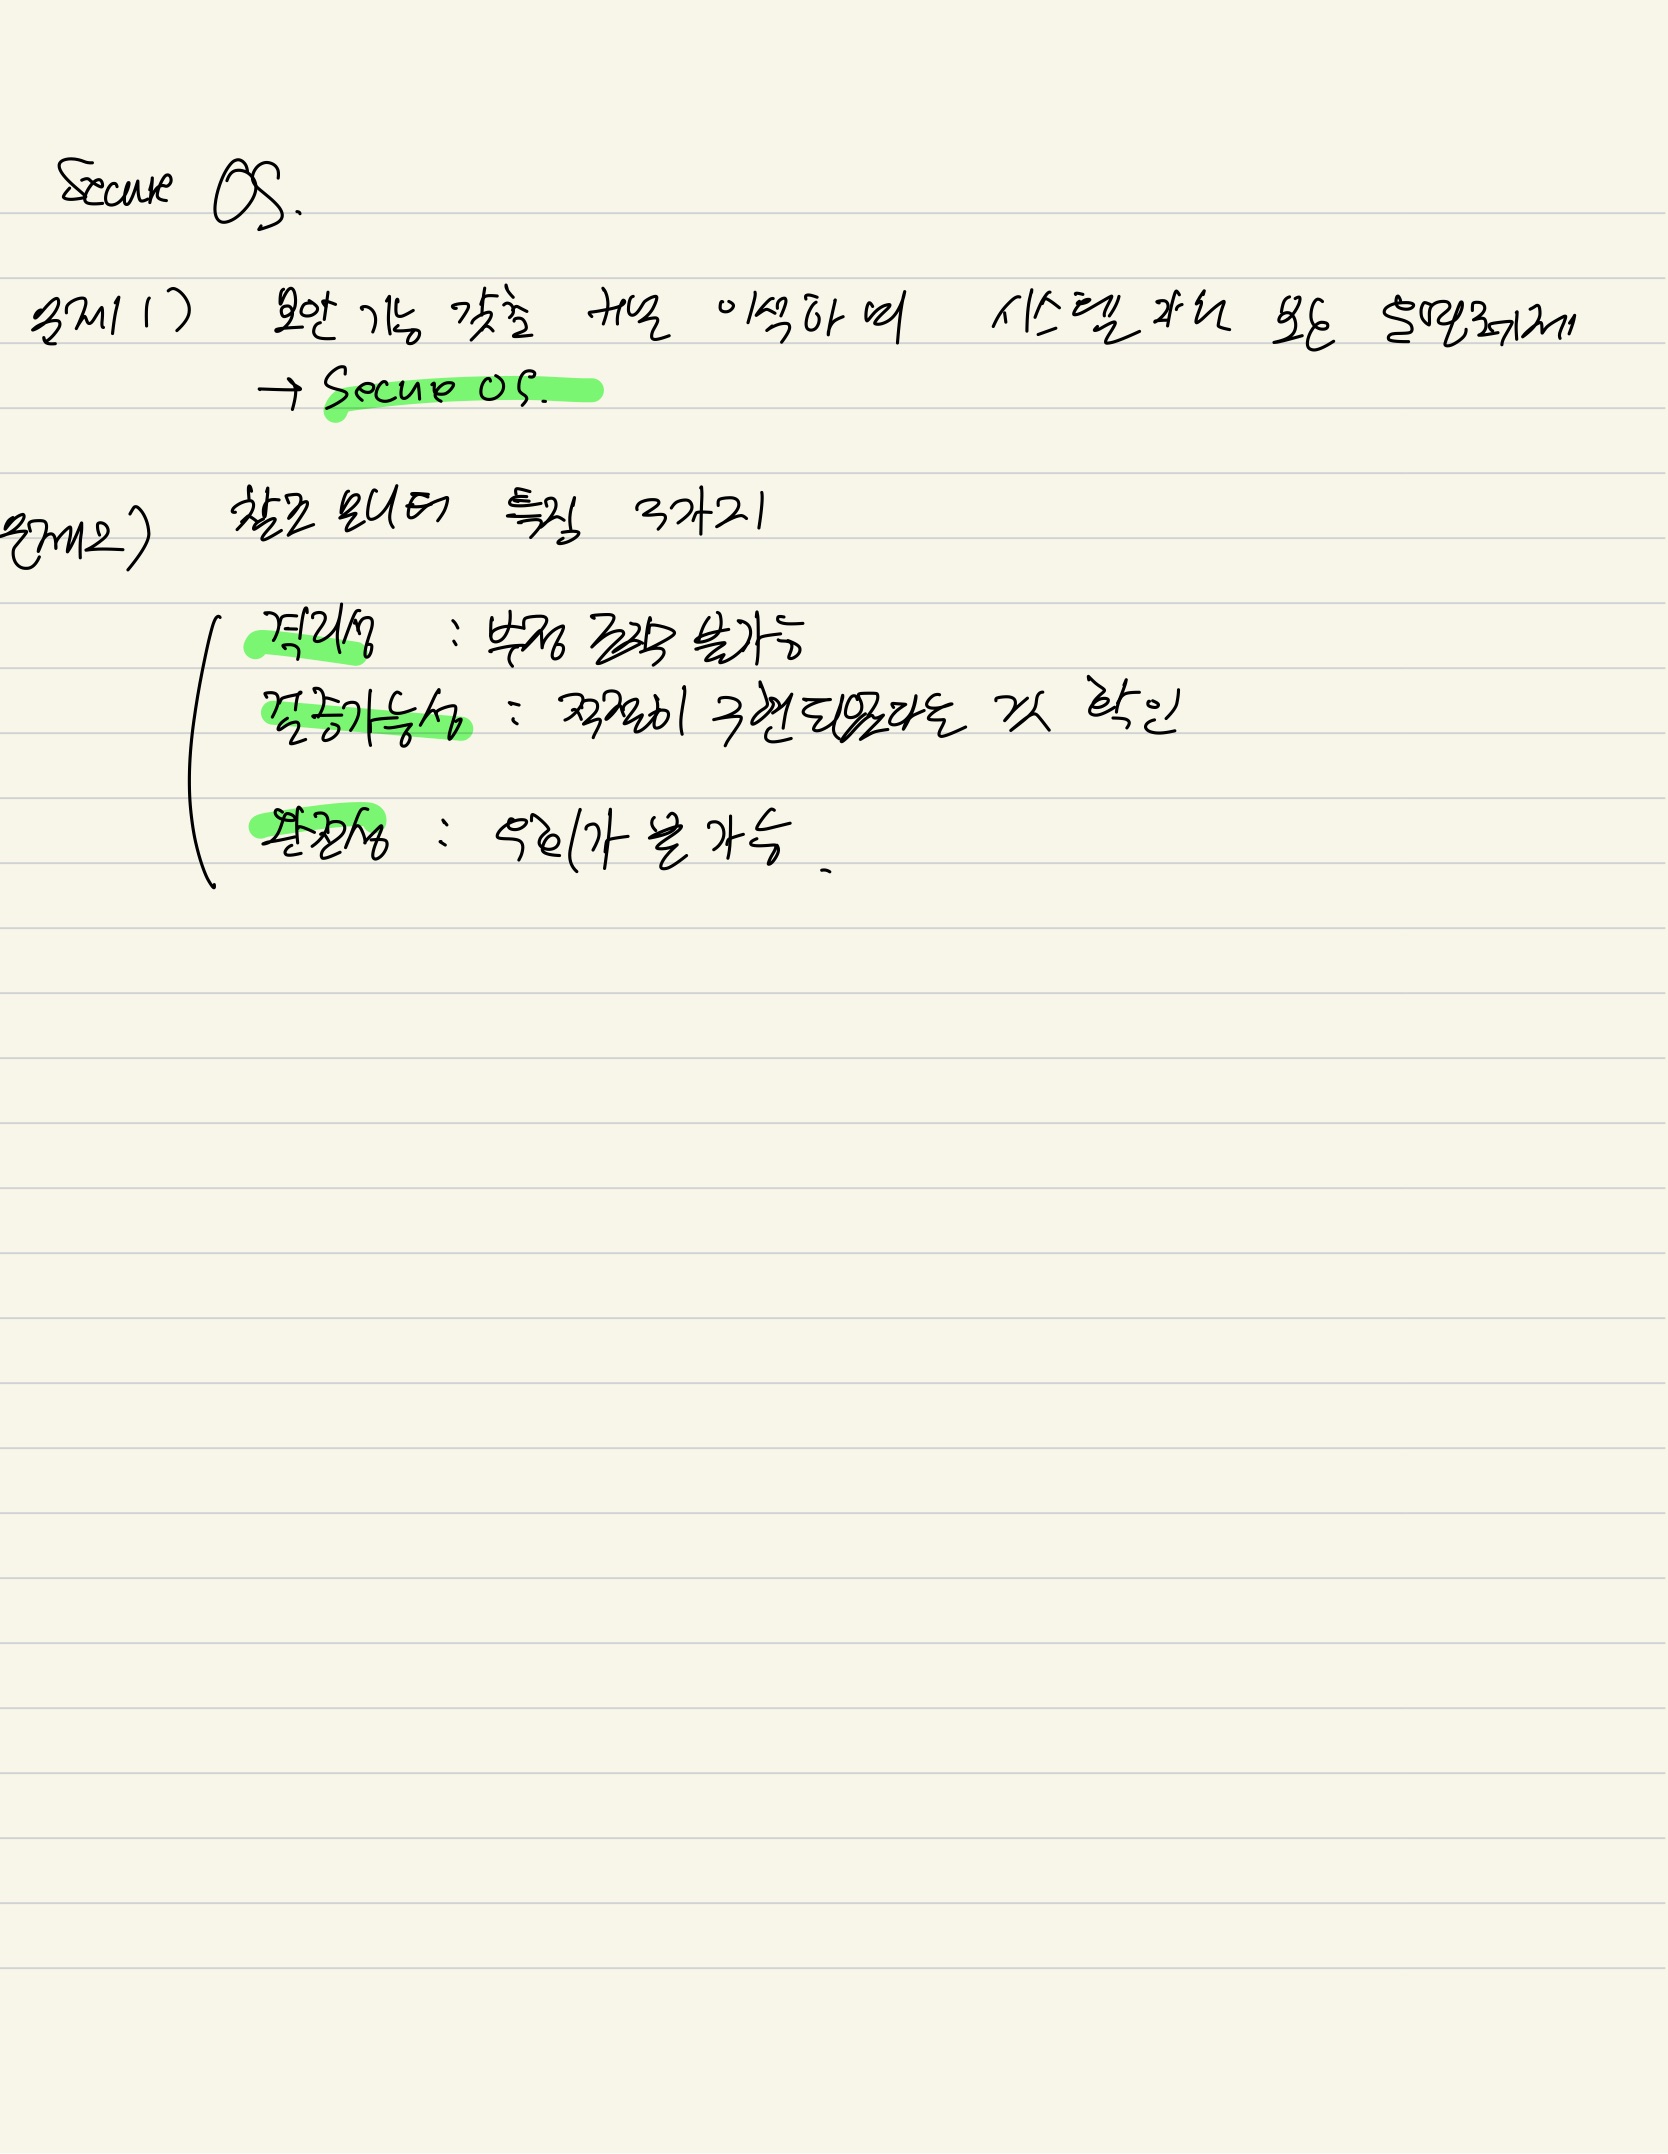 Secure OS.
문제 1) 보안 기능 갖춘 커널 이식하여 시스템 자원 보호 운영체제
→ Secure OS.
문제2) 참조 모니터 특징 3가지
격리성 : 부정 조작 불가능
검증가능성 : 적절히 구현되었다는 것 확인
완전성 : 우회가 불가능.